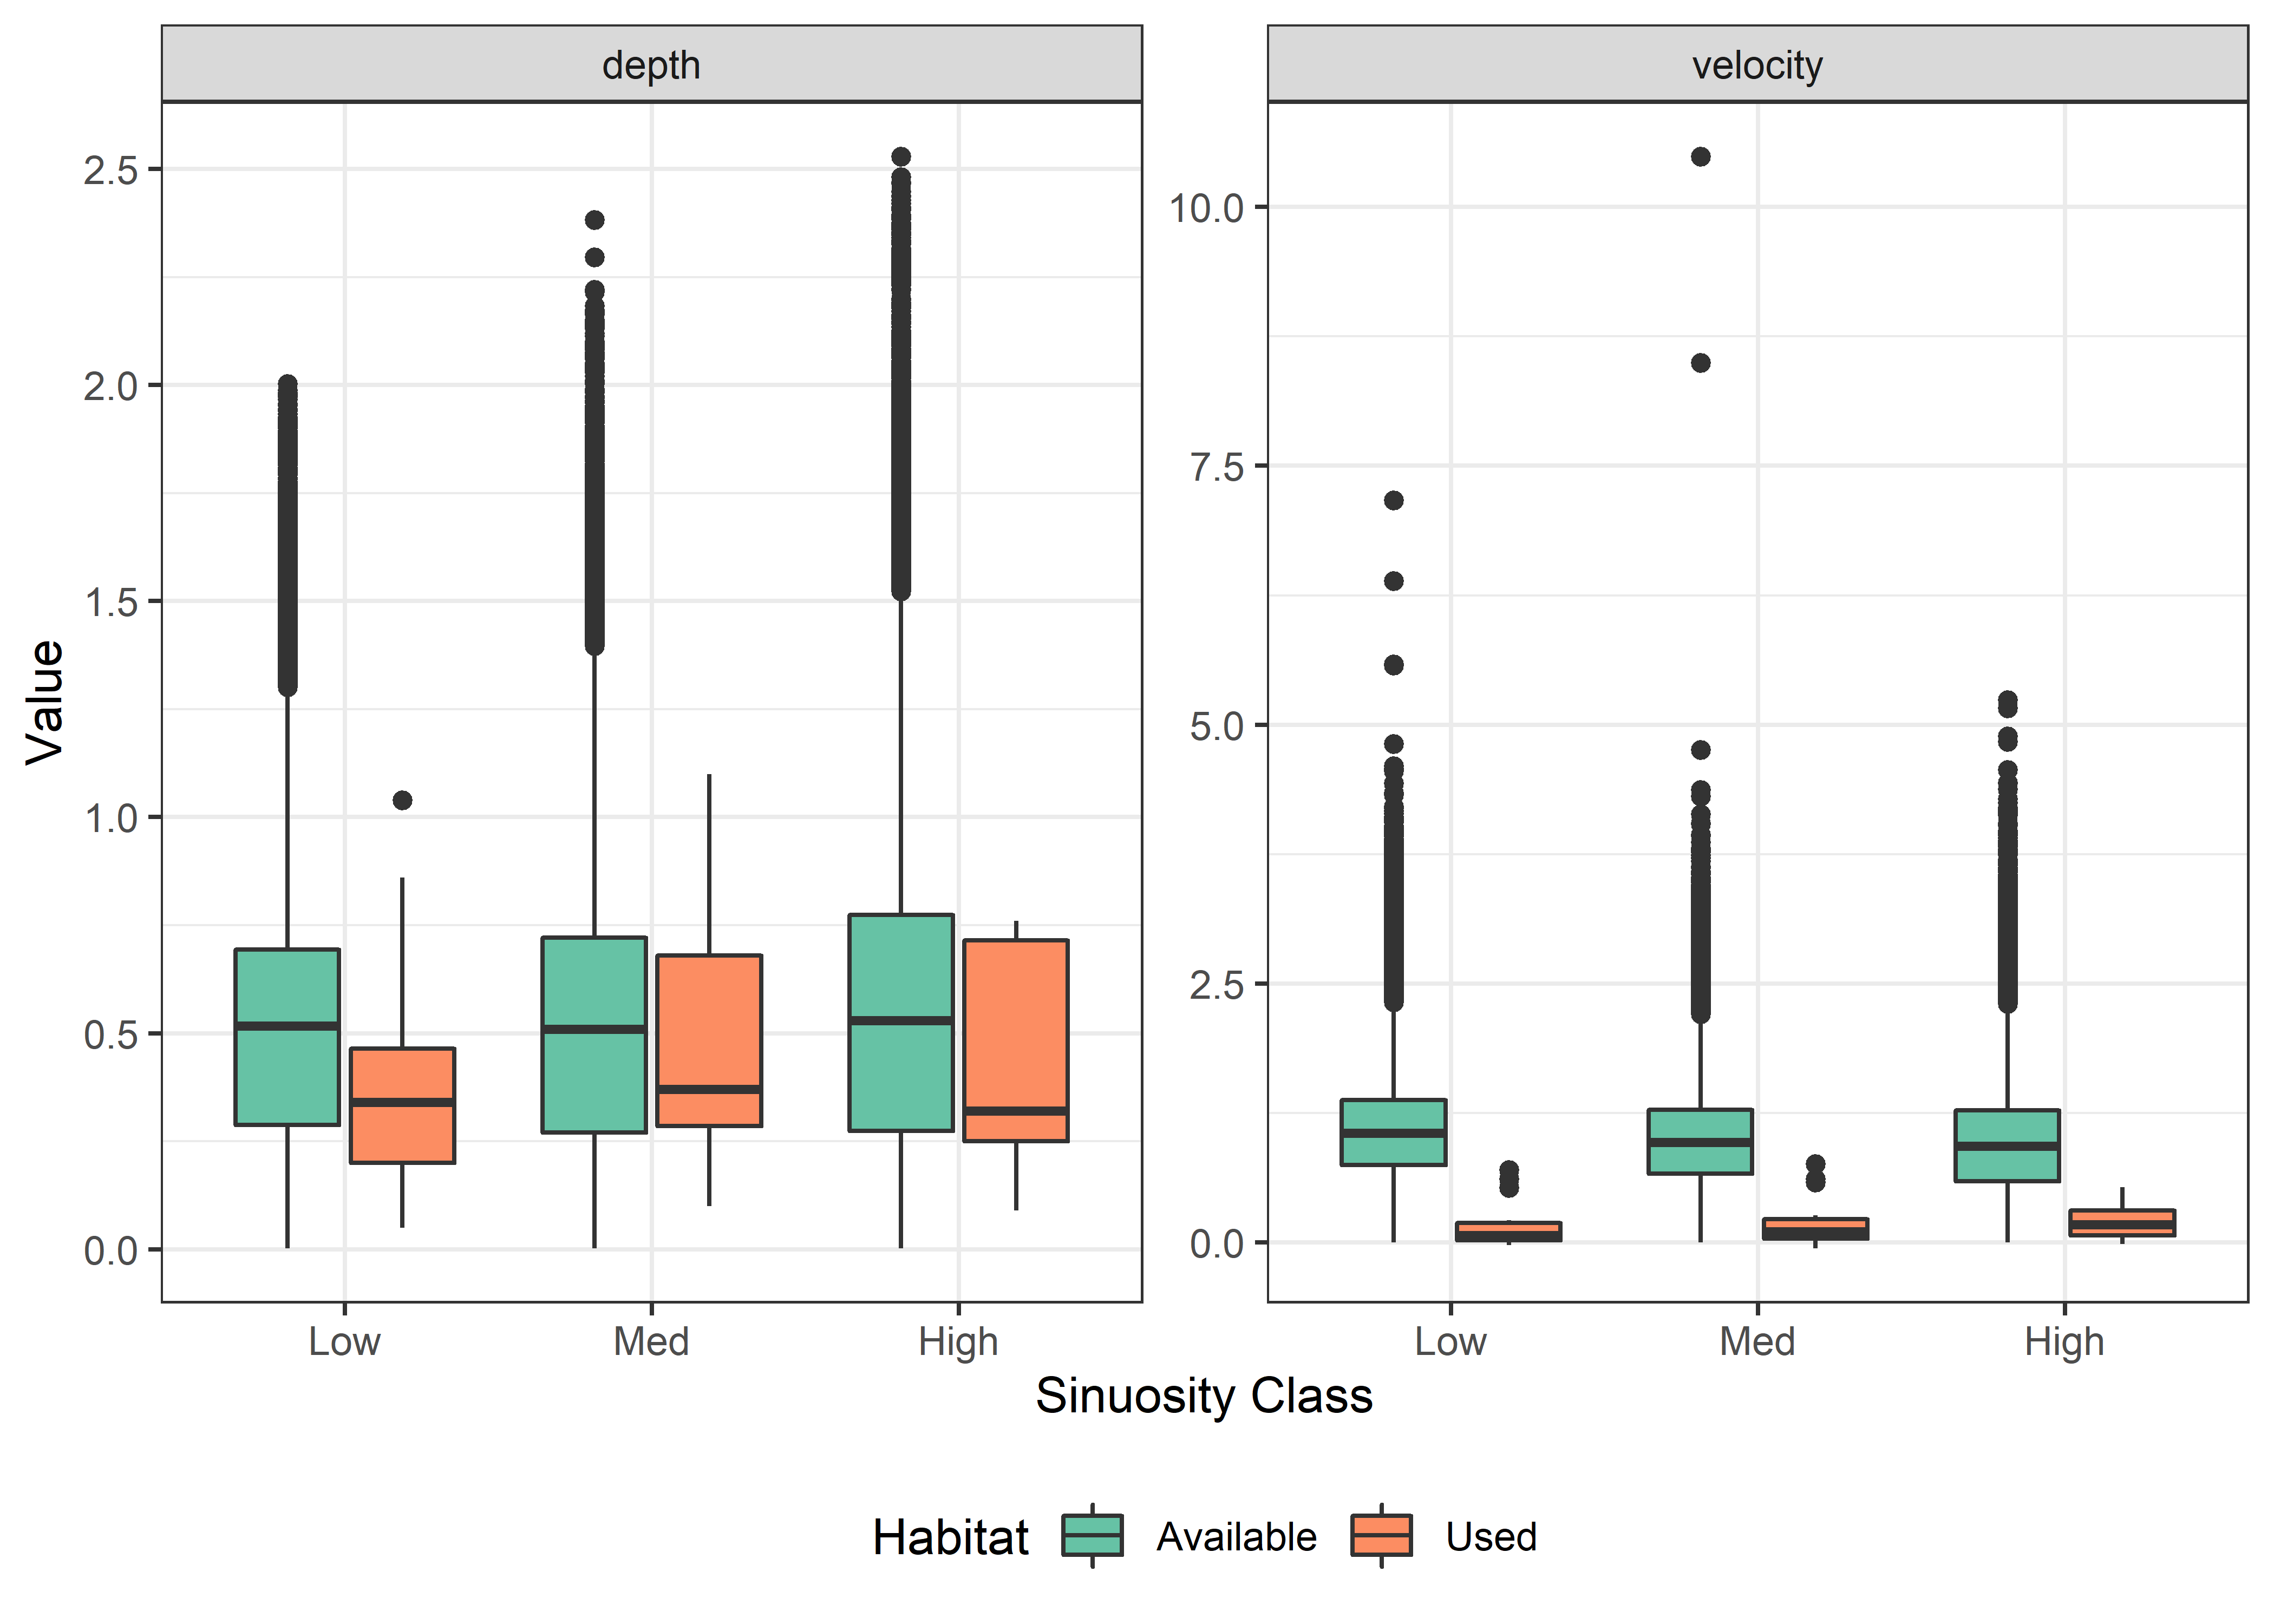 depth
velocity
Value
2.5
2.0
1.5
1.0
0.5
0.0
10.0
7.5
5.0
2.5
0.0
Low Med High
Low Med High
Sinuosity Class
Habitat Available Used